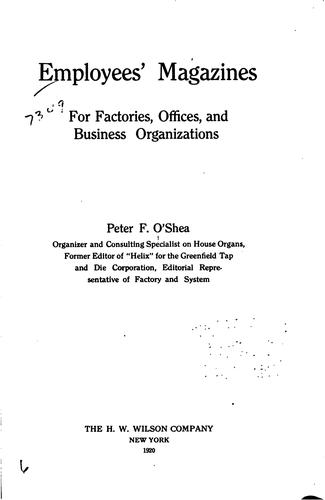 Employees' Magazines
For Factories, Offices, and
Business Organizations
Peter F. O'Shea
Organizer and Consulting Specialist on House Organs,
Former Editor of "Helix" for the Greenfield Tap
and Die Corporation, Editorial Repre-
sentative of Factory and System
THE H. W. WILSON COMPANY
NEW YORK
1920